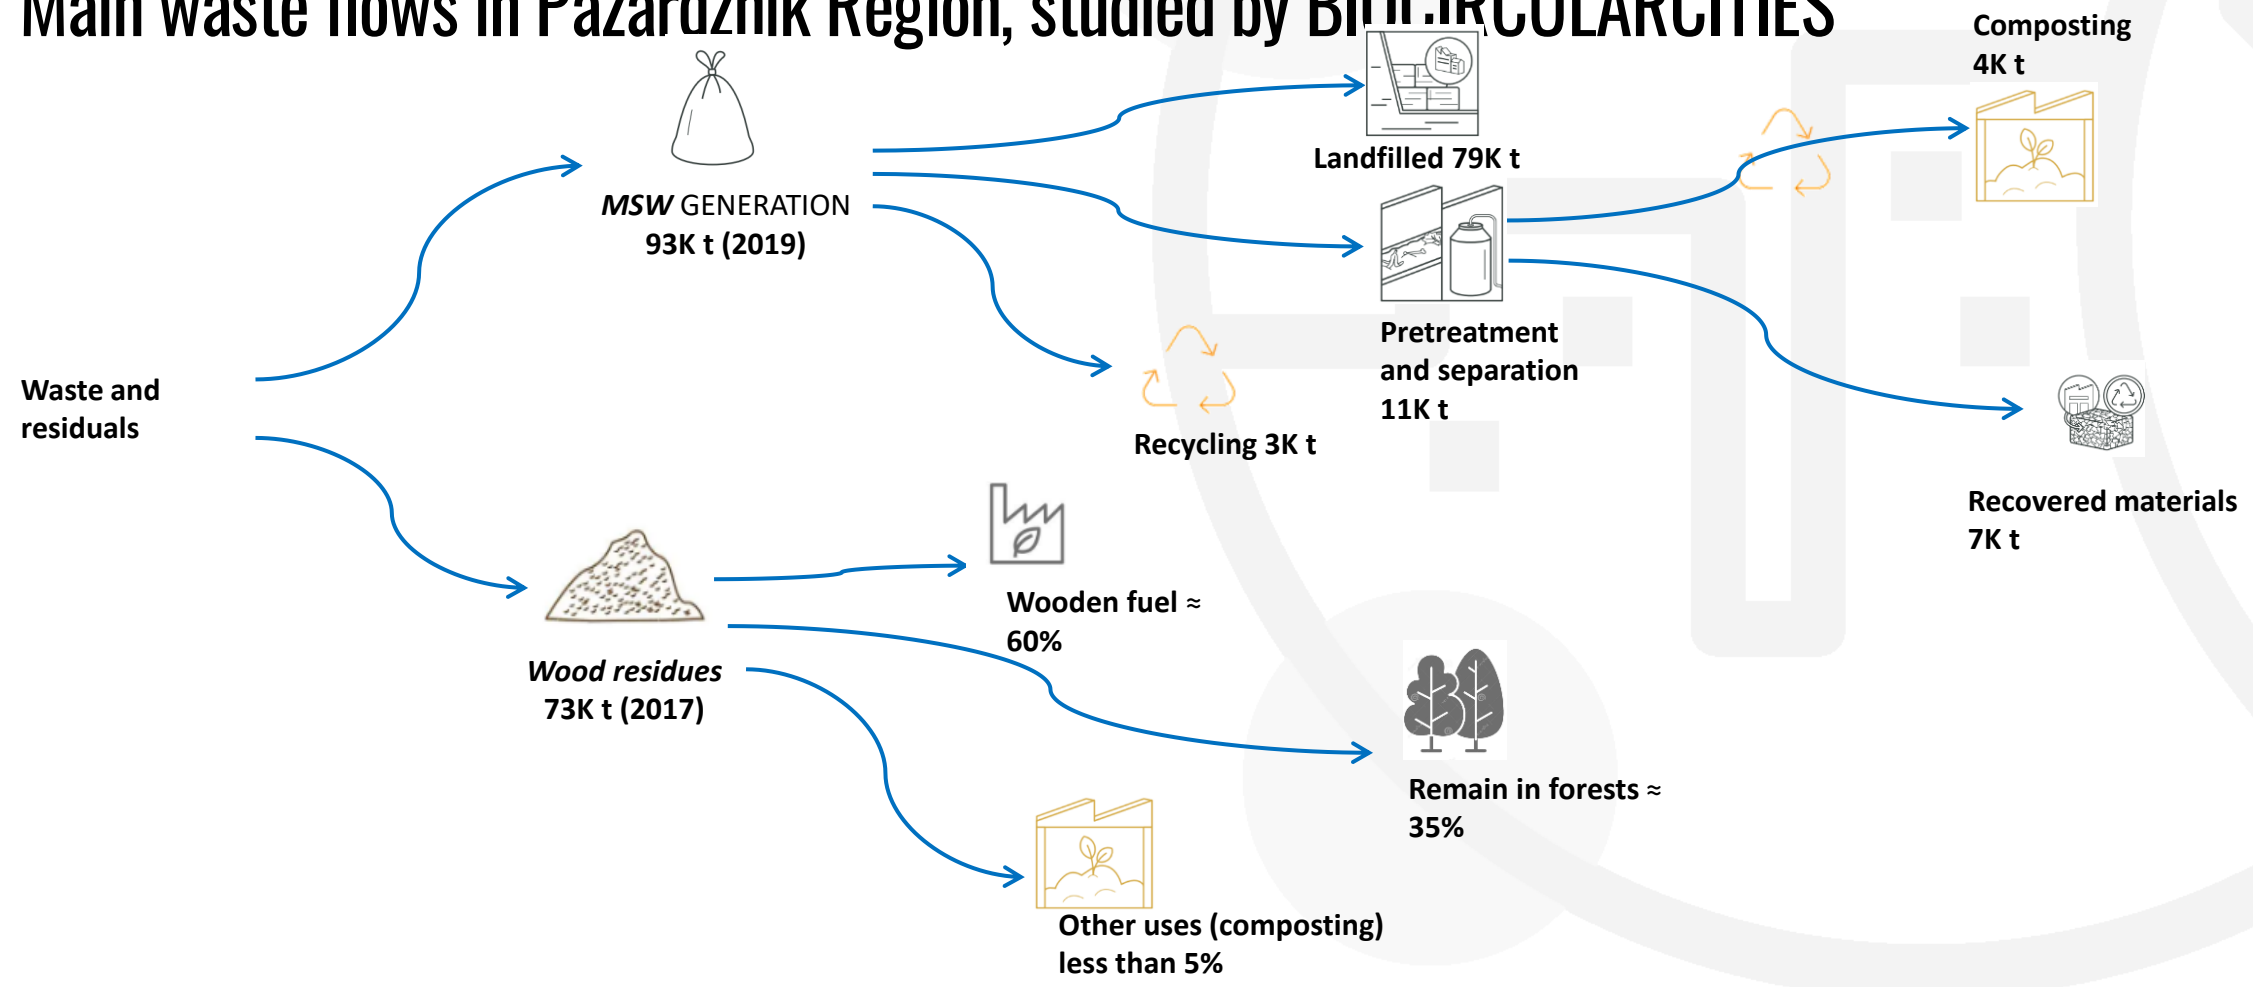 Main waste flows in Pazardzhik Region, studied by BIOCIRCULARCITIES
Composting
4K t
Landfilled 79K t
MSW GENERATION
93K t (2019)
Pretreatment
and separation
11K t
Waste and
residuals
Recycling 3K t
Recovered materials
7K t
Wooden fuel ≈
60%
Wood residues
73K t (2017)
Remain in forests ≈
35%
Other uses (composting)
less than 5%